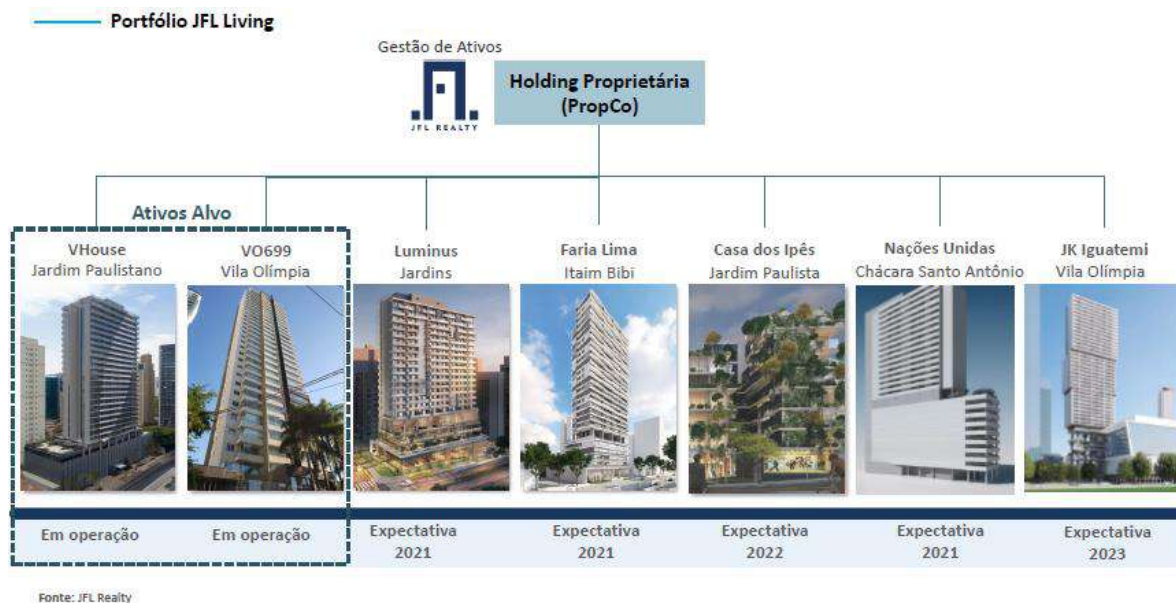 Portfólio JFL Living
Gestão de Ativos
JFL REALTY
Holding Proprietária
(PropCo)
Ativos Alvo
VHouse
Jardim Paulistano
VO699
Vila Olímpia
Luminus
Jardins
Faria Lima
Itaim Bibi
Casa dos Ipês
Jardim Paulista
Nações Unidas
Chácara Santo Antônio
JK Iguatemi
Vila Olímpia
Em operação
Em operação
Expectativa
2021
Expectativa
2021
Expectativa
2022
Expectativa
2021
Expectativa
2023
Fonte: JFL Realty